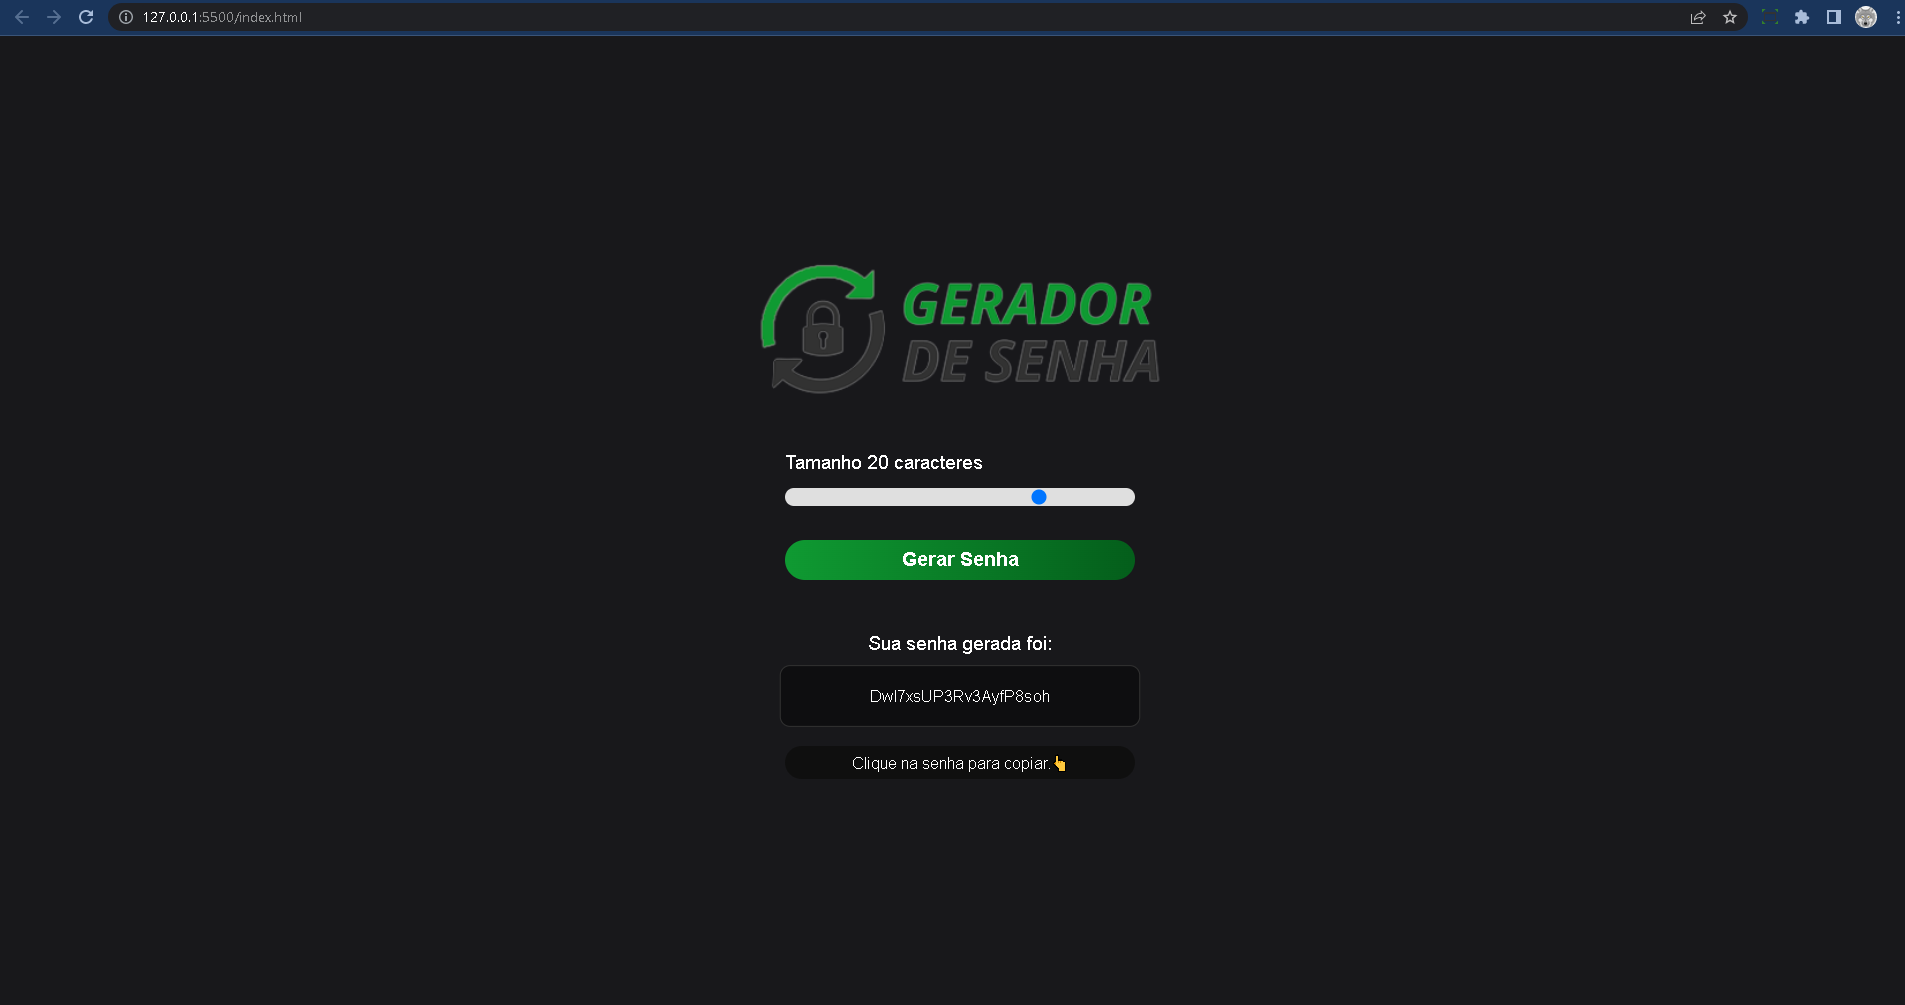 127.0.0.1:5500/index.html
GERADOR
DE SENHA
Tamanho 20 caracteres
Gerar Senha
Sua senha gerada foi:
Dwl7xsUP3Rv3AyfP8soh
Clique na senha para copiar.👆